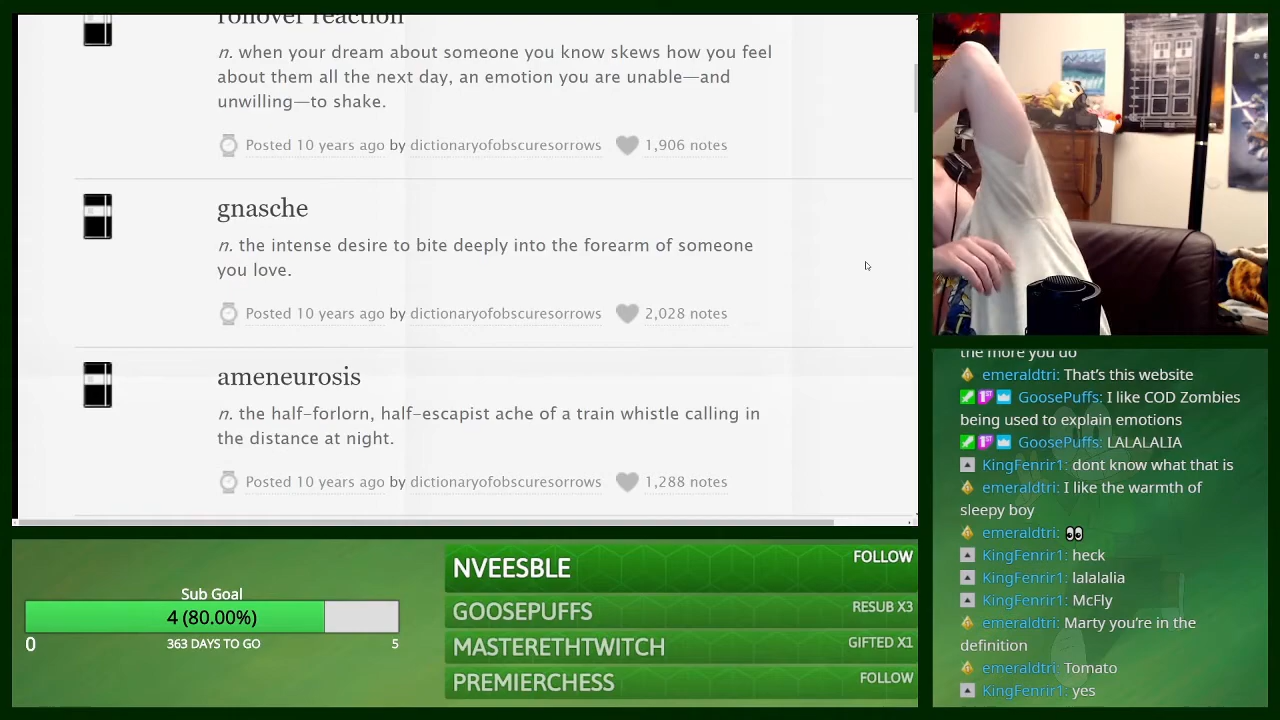 rollover reaction
n. when your dream about someone you know skews how you feel
about them all the next day, an emotion you are unable—and
unwilling—to shake.
Posted 10 years ago by dictionaryofobscuresorrows 1,906 notes
gnasche
n. the intense desire to bite deeply into the forearm of someone
you love.
Posted 10 years ago by dictionaryofobscuresorrows 2,028 notes
ameneurosis
n. the half-forlorn, half-escapist ache of a train whistle calling in
the distance at night.
Posted 10 years ago by dictionaryofobscuresorrows 1,288 notes
the more you do
emeraldtri: That's this website
GoosePuffs: I like COD Zombies
being used to explain emotions
GoosePuffs: LALALALIA
KingFenrir1: dont know what that is
emeraldtri: I like the warmth of
sleepy boy
emeraldtri: 👀
KingFenrir1: heck
KingFenrir1: lalalalia
KingFenrir1: McFly
emeraldtri: Marty you're in the
definition
emeraldtri: Tomato
KingFenrir1: yes
Sub Goal
4 (80.00%)
0 363 DAYS TO GO 5
NVEESBLE FOLLOW
GOOSEPUFFS RESUB X3
MASTERETHTWITCH GIFTED X1
PREMIERCHESS FOLLOW